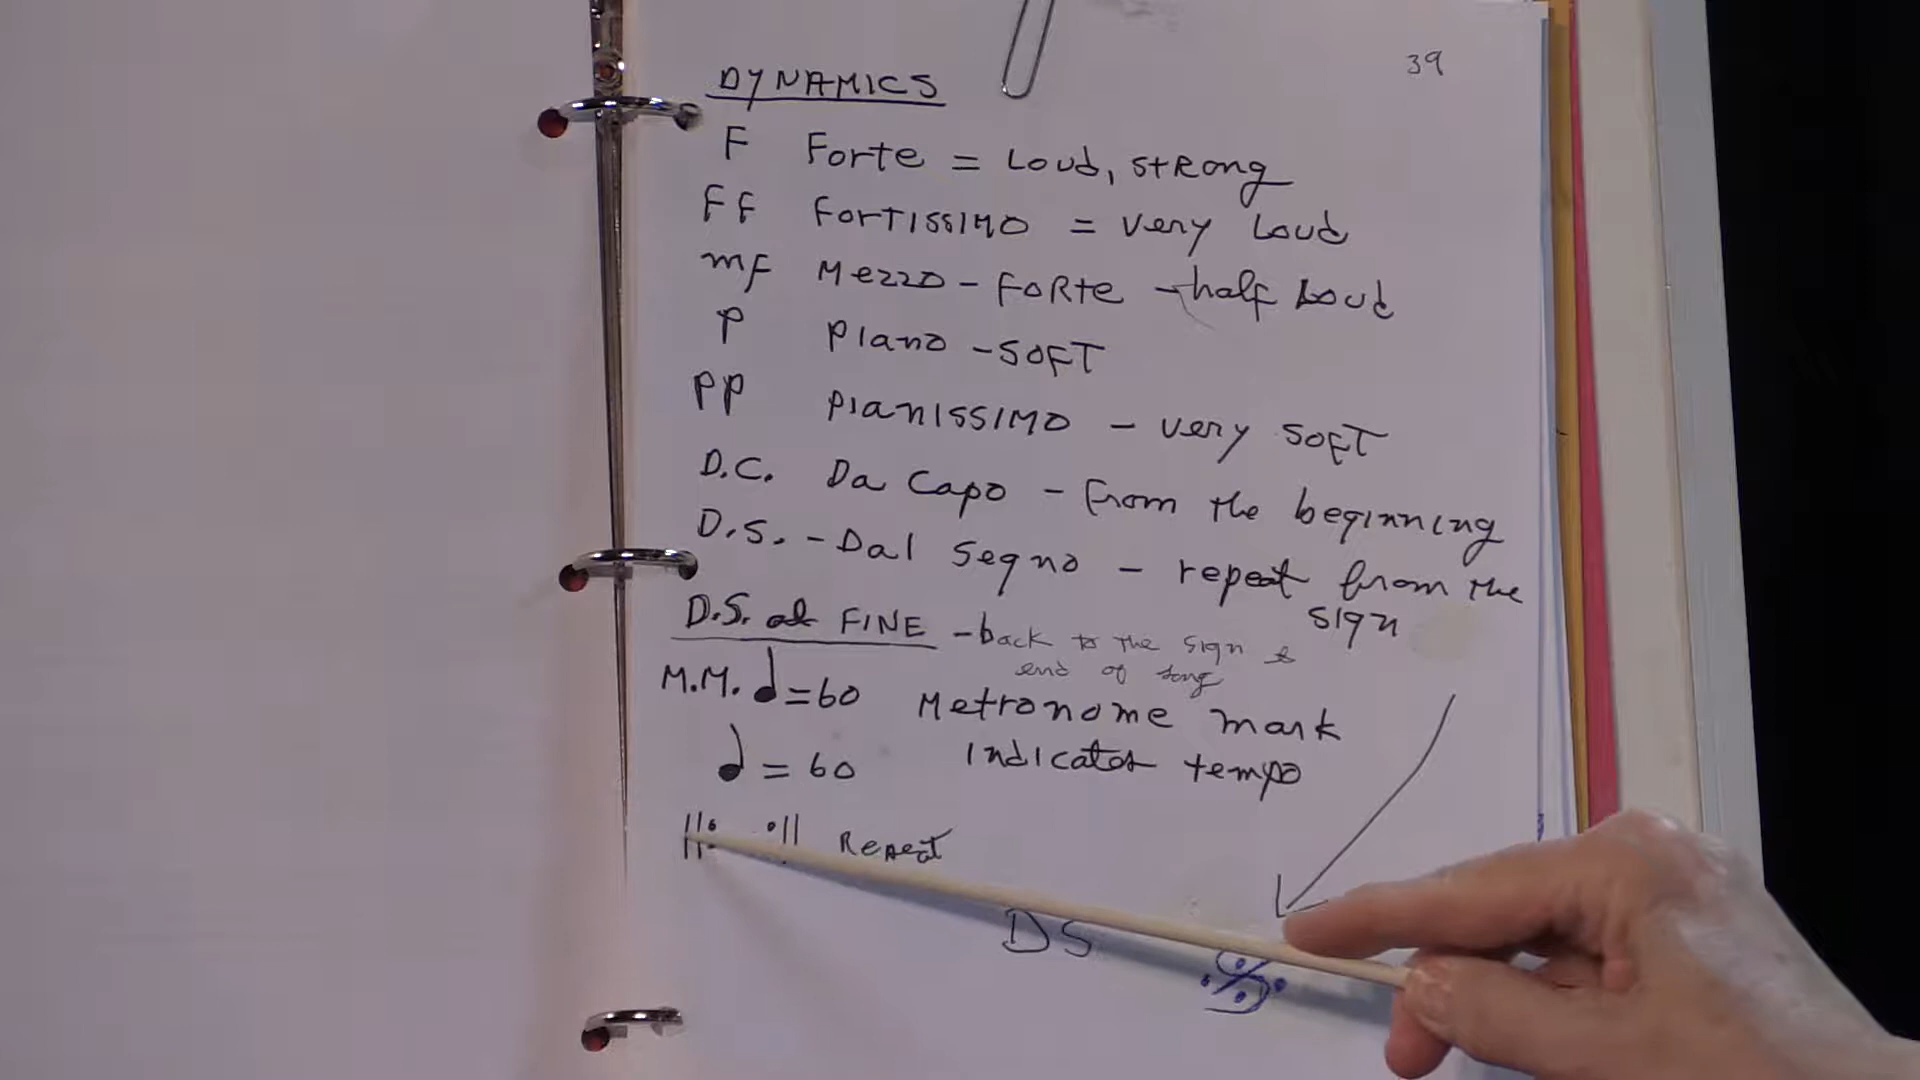 39
DYNAMICS
F Forte = Loud, strong
FF Fortissimo = very Loud
mF Mezzo-Forte - half Loud
P Piano - SOFT
PP Pianissimo - very SOFT
D.C. Da Capo - from the beginning
D.S. - Dal Segno - repeat from the
sign
D.S. al FINE - back to the sign &
end of song
M.M. ♩=60 Metronome mark
♩ = 60 indicates tempo
||: :|| Repeat
DS 𝄋